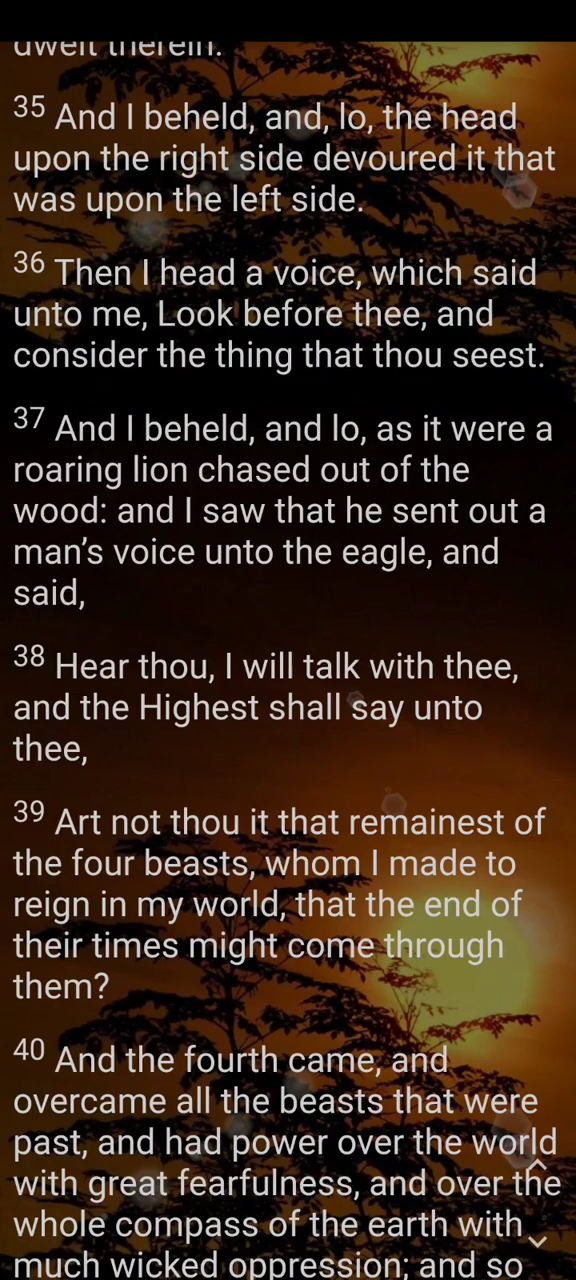 dwelt therein.
35 And I beheld, and, lo, the head
upon the right side devoured it that
was upon the left side.
36 Then I head a voice, which said
unto me, Look before thee, and
consider the thing that thou seest.
37 And I beheld, and lo, as it were a
roaring lion chased out of the
wood: and I saw that he sent out a
man’s voice unto the eagle, and
said,
38 Hear thou, I will talk with thee,
and the Highest shall say unto
thee,
39 Art not thou it that remainest of
the four beasts, whom I made to
reign in my world, that the end of
their times might come through
them?
40 And the fourth came, and
overcame all the beasts that were
past, and had power over the world
with great fearfulness, and over the
whole compass of the earth with
much wicked oppression; and so